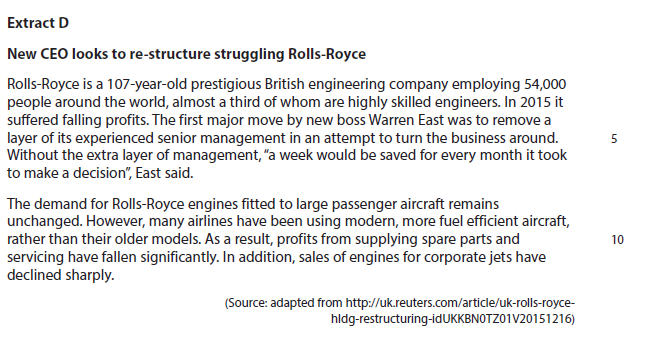 Extract D
New CEO looks to re-structure struggling Rolls-Royce
Rolls-Royce is a 107-year-old prestigious British engineering company employing 54,000
people around the world, almost a third of whom are highly skilled engineers. In 2015 it
suffered falling profits. The first major move by new boss Warren East was to remove a
layer of its experienced senior management in an attempt to turn the business around. 5
Without the extra layer of management, “a week would be saved for every month it took
to make a decision”, East said.
The demand for Rolls-Royce engines fitted to large passenger aircraft remains
unchanged. However, many airlines have been using modern, more fuel efficient aircraft,
rather than their older models. As a result, profits from supplying spare parts and 10
servicing have fallen significantly. In addition, sales of engines for corporate jets have
declined sharply.
(Source: adapted from http://uk.reuters.com/article/uk-rolls-royce-
hldg-restructuring-idUKKBN0TZ01V20151216)